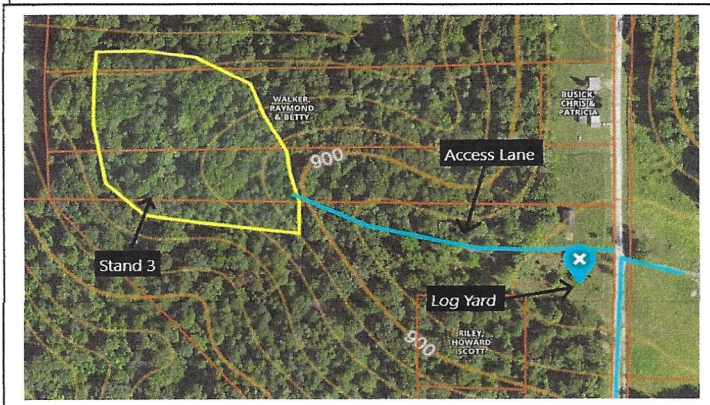 WALKER,
RAYMOND
& BETTY
BUSICK,
CHRIS &
PATRICIA
900
Access Lane
Stand 3
Log Yard
900
RILEY,
HOWARD
SCOTT